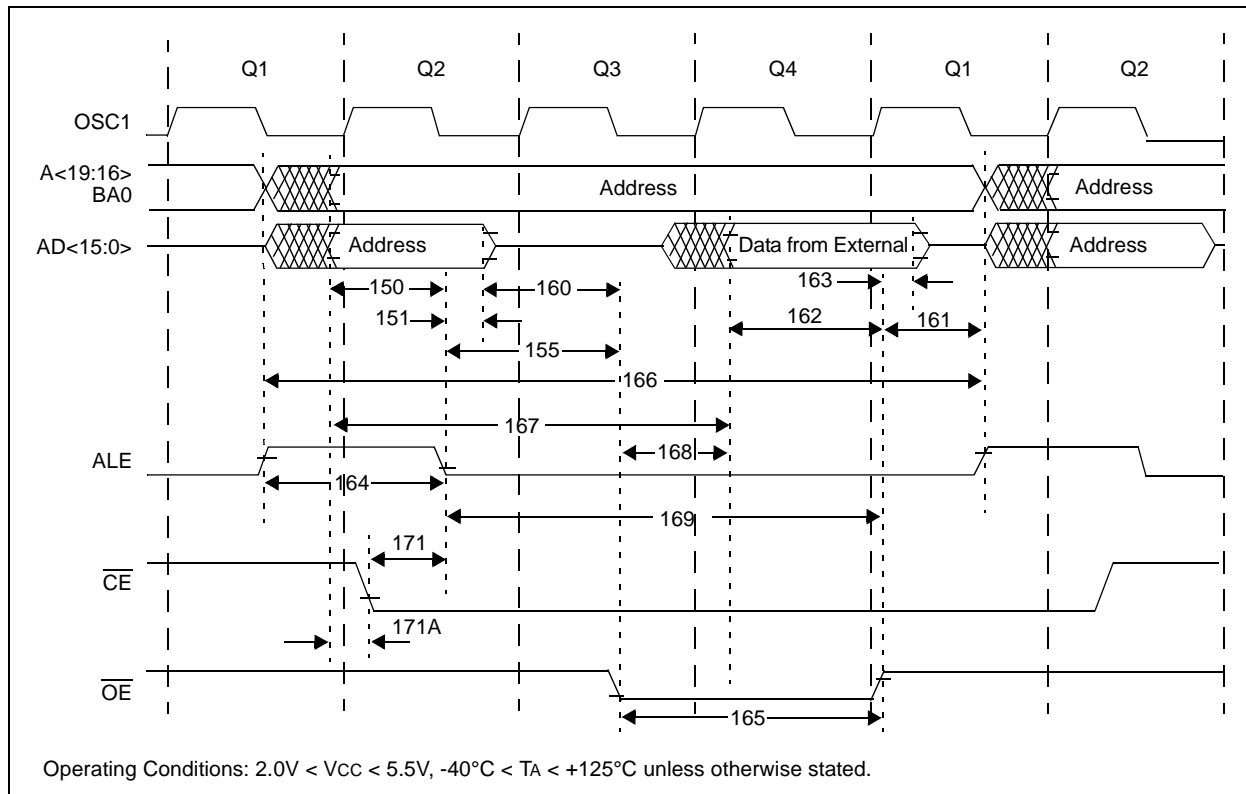 Q1 Q2 Q3 Q4 Q1 Q2
OSC1
A<19:16>
BA0
Address Address
AD<15:0>
Address Data from External Address
150 160 163
151 162 161
155
166
167
168
ALE
164
169
171
CE
171A
OE
165
Operating Conditions: 2.0V < VCC < 5.5V, -40°C < TA < +125°C unless otherwise stated.